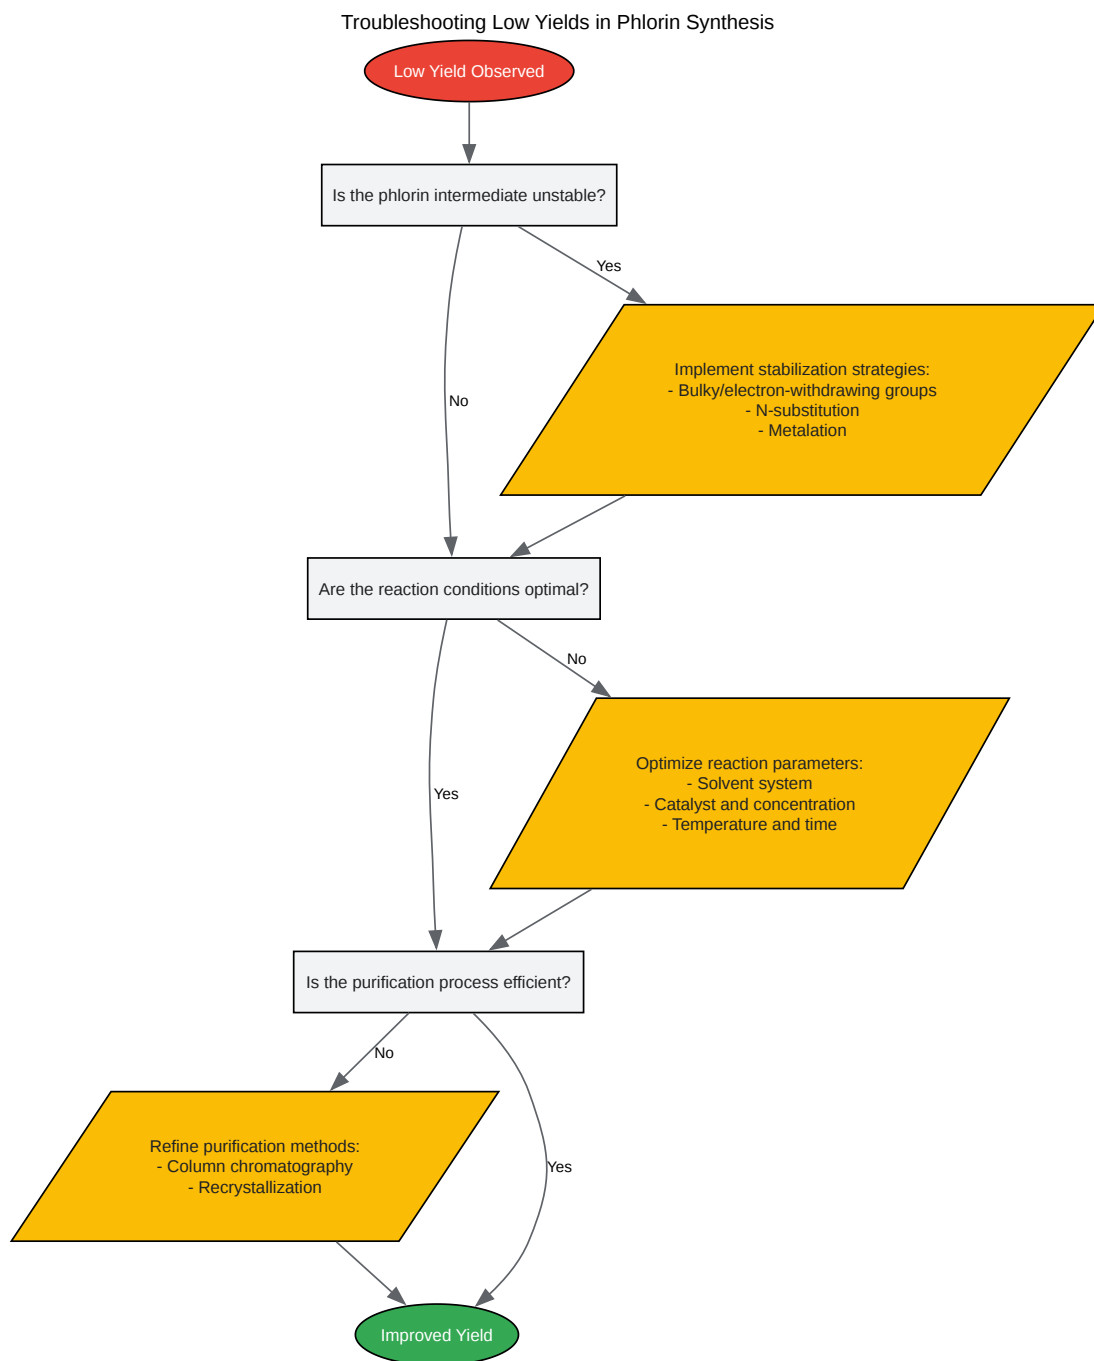 Troubleshooting Low Yields in Phlorin Synthesis
Low Yield Observed
Is the phlorin intermediate unstable?
Yes
Implement stabilization strategies:
- Bulky/electron-withdrawing groups
- N-substitution
- Metalation
No
Are the reaction conditions optimal?
No
Optimize reaction parameters:
- Solvent system
- Catalyst and concentration
- Temperature and time
Yes
Is the purification process efficient?
No
Refine purification methods:
- Column chromatography
- Recrystallization
Yes
Improved Yield